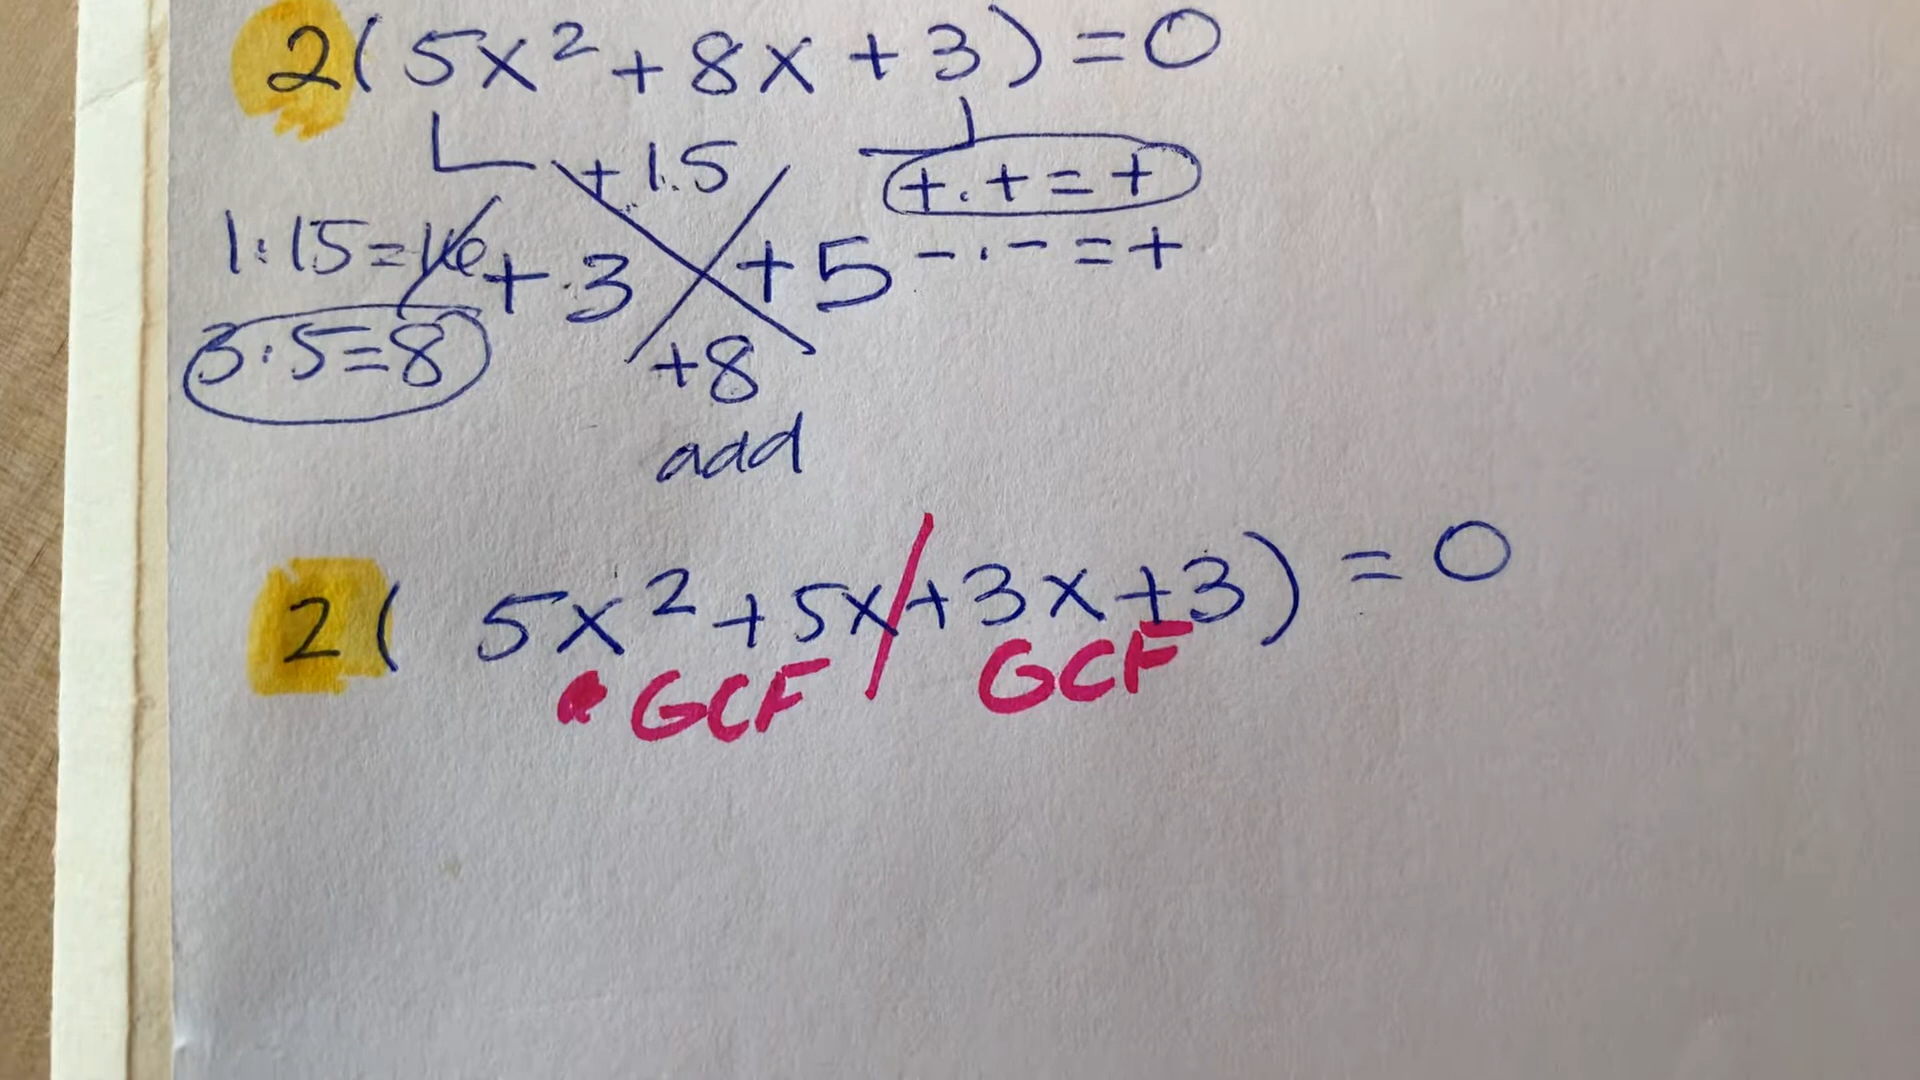 2(5x²+8x+3)=0
+15
+·+=+
1·15=16
+3
+5
-·-=+
3·5=8
+8
add
2( 5x²+5x/+3x+3)=0
GCF GCF